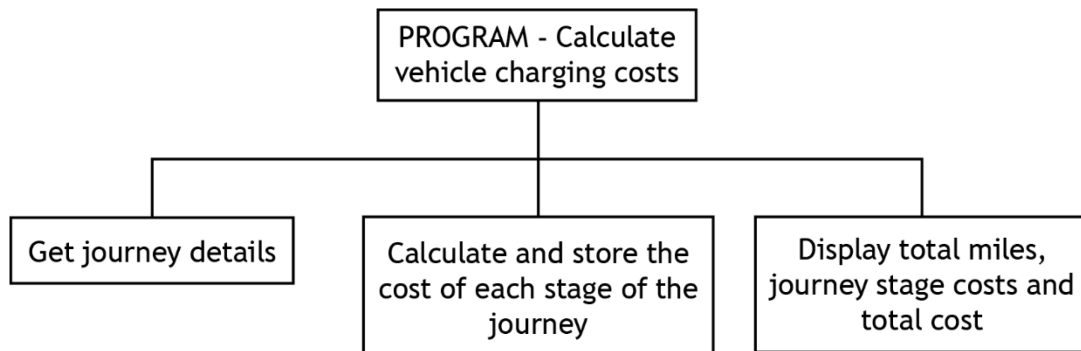 PROGRAM - Calculate
vehicle charging costs
Get journey details
Calculate and store the
cost of each stage of the
journey
Display total miles,
journey stage costs and
total cost